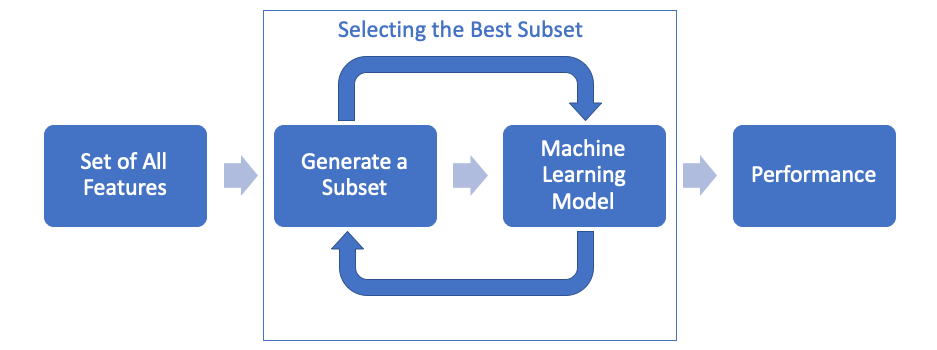 Selecting the Best Subset
Set of All
Features
Generate a
Subset
Machine
Learning
Model
Performance